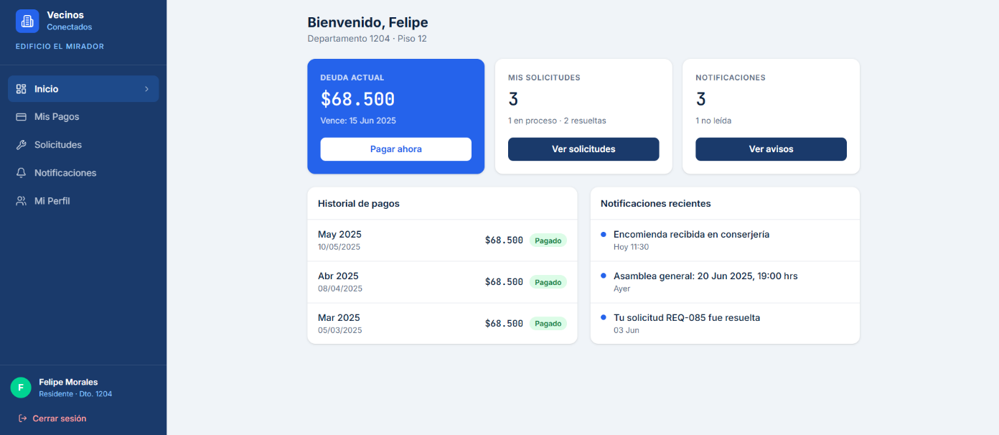 Vecinos
Conectados
EDIFICIO EL MIRADOR
Inicio
Mis Pagos
Solicitudes
Notificaciones
Mi Perfil
F
Felipe Morales
Residente · Dto. 1204
Cerrar sesión
Bienvenido, Felipe
Departamento 1204 · Piso 12
DEUDA ACTUAL
$68.500
Vence: 15 Jun 2025
Pagar ahora
MIS SOLICITUDES
3
1 en proceso · 2 resueltas
Ver solicitudes
NOTIFICACIONES
3
1 no leída
Ver avisos
Historial de pagos
May 2025
10/05/2025
$68.500 Pagado
Abr 2025
08/04/2025
$68.500 Pagado
Mar 2025
05/03/2025
$68.500 Pagado
Notificaciones recientes
Encomienda recibida en conserjería
Hoy 11:30
Asamblea general: 20 Jun 2025, 19:00 hrs
Ayer
Tu solicitud REQ-085 fue resuelta
03 Jun